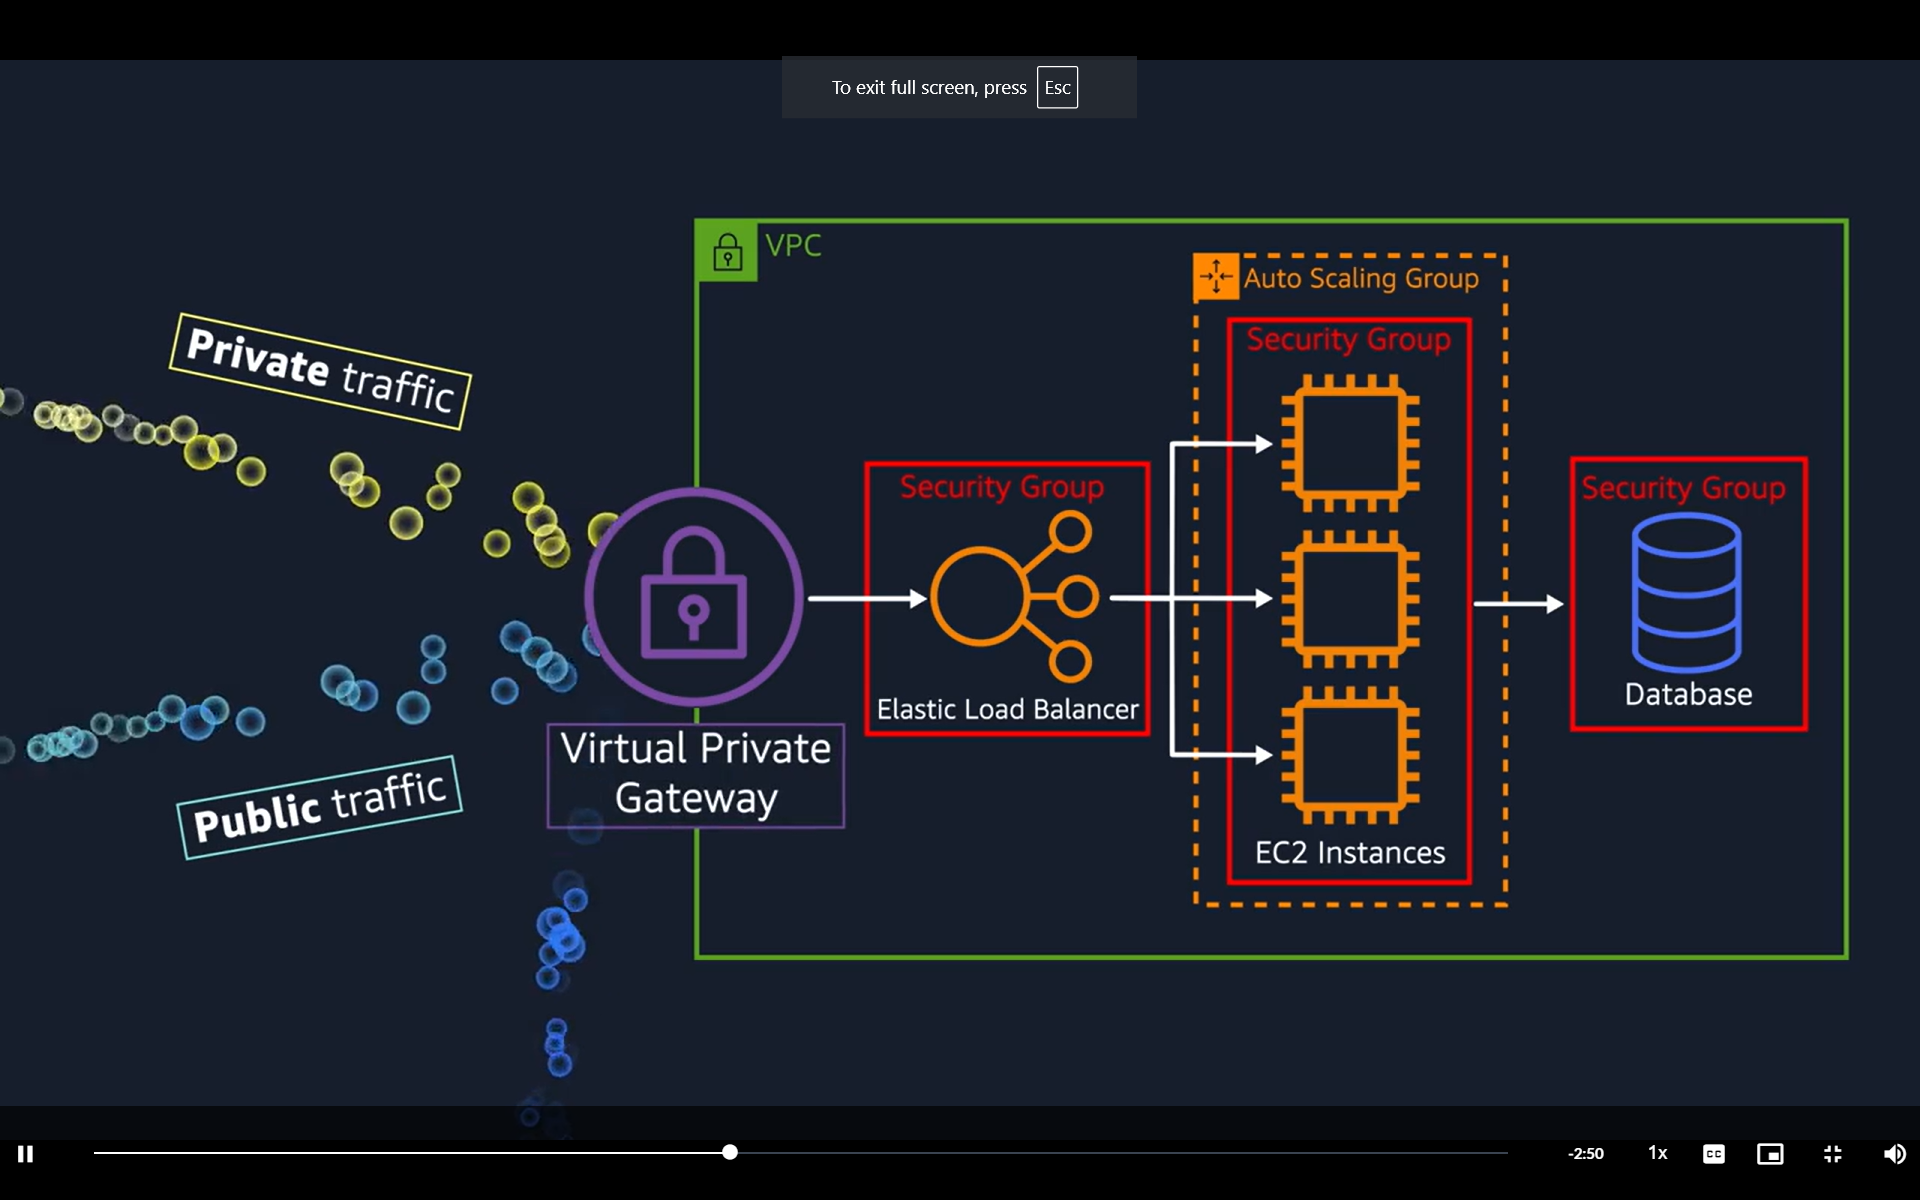 To exit full screen, press Esc
VPC
Auto Scaling Group
Security Group
Private traffic
Security Group
Security Group
Elastic Load Balancer
Database
Virtual Private
Gateway
Public traffic
EC2 Instances
-2:50
1x
CC